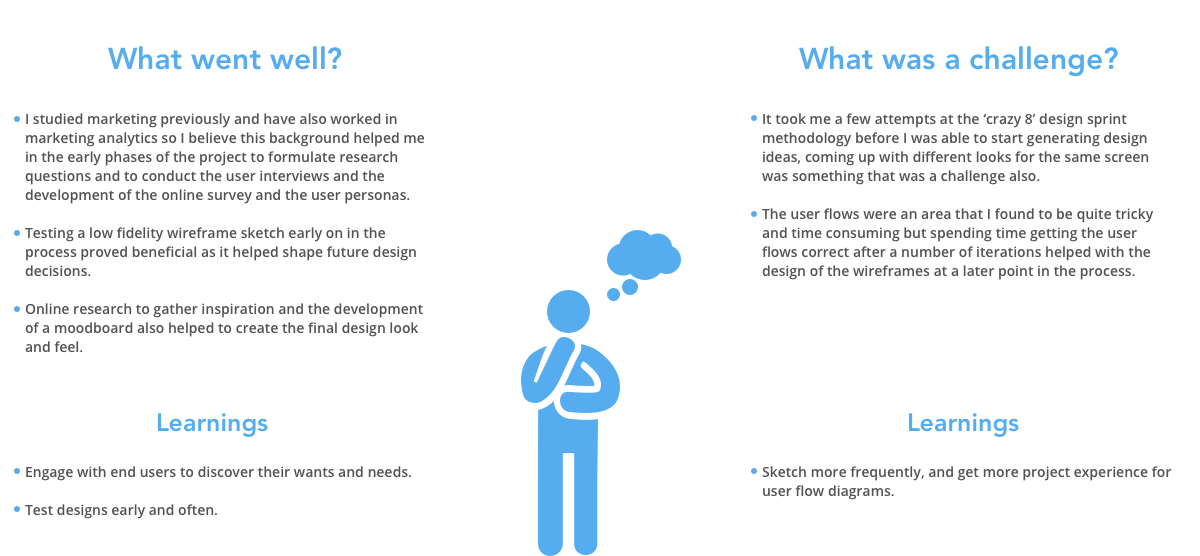 What went well?
• I studied marketing previously and have also worked in
marketing analytics so I believe this background helped me
in the early phases of the project to formulate research
questions and to conduct the user interviews and the
development of the online survey and the user personas.
• Testing a low fidelity wireframe sketch early on in the
process proved beneficial as it helped shape future design
decisions.
• Online research to gather inspiration and the development
of a moodboard also helped to create the final design look
and feel.
Learnings
• Engage with end users to discover their wants and needs.
• Test designs early and often.
What was a challenge?
• It took me a few attempts at the ‘crazy 8’ design sprint
methodology before I was able to start generating design
ideas, coming up with different looks for the same screen
was something that was a challenge also.
• The user flows were an area that I found to be quite tricky
and time consuming but spending time getting the user
flows correct after a number of iterations helped with the
design of the wireframes at a later point in the process.
Learnings
• Sketch more frequently, and get more project experience for
user flow diagrams.